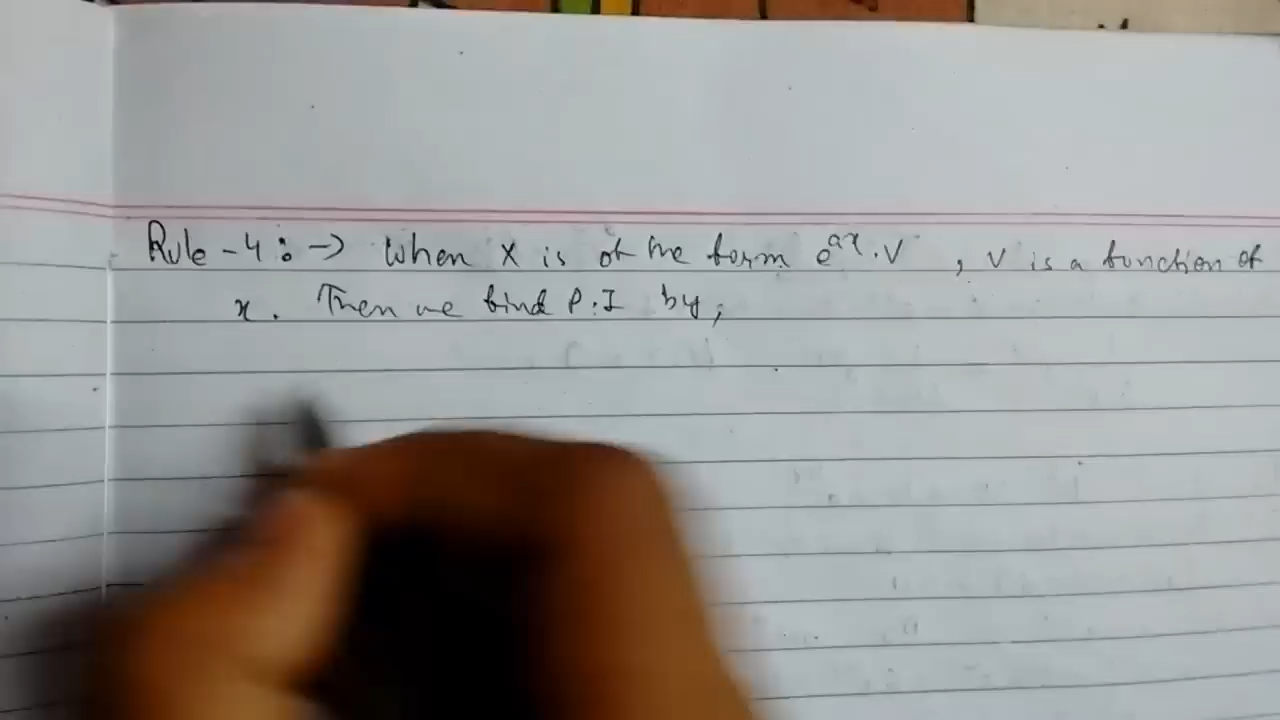 Rule-4: → When X is of the form e^{ax}.V , V is a function of
x. Then we find P.I by;